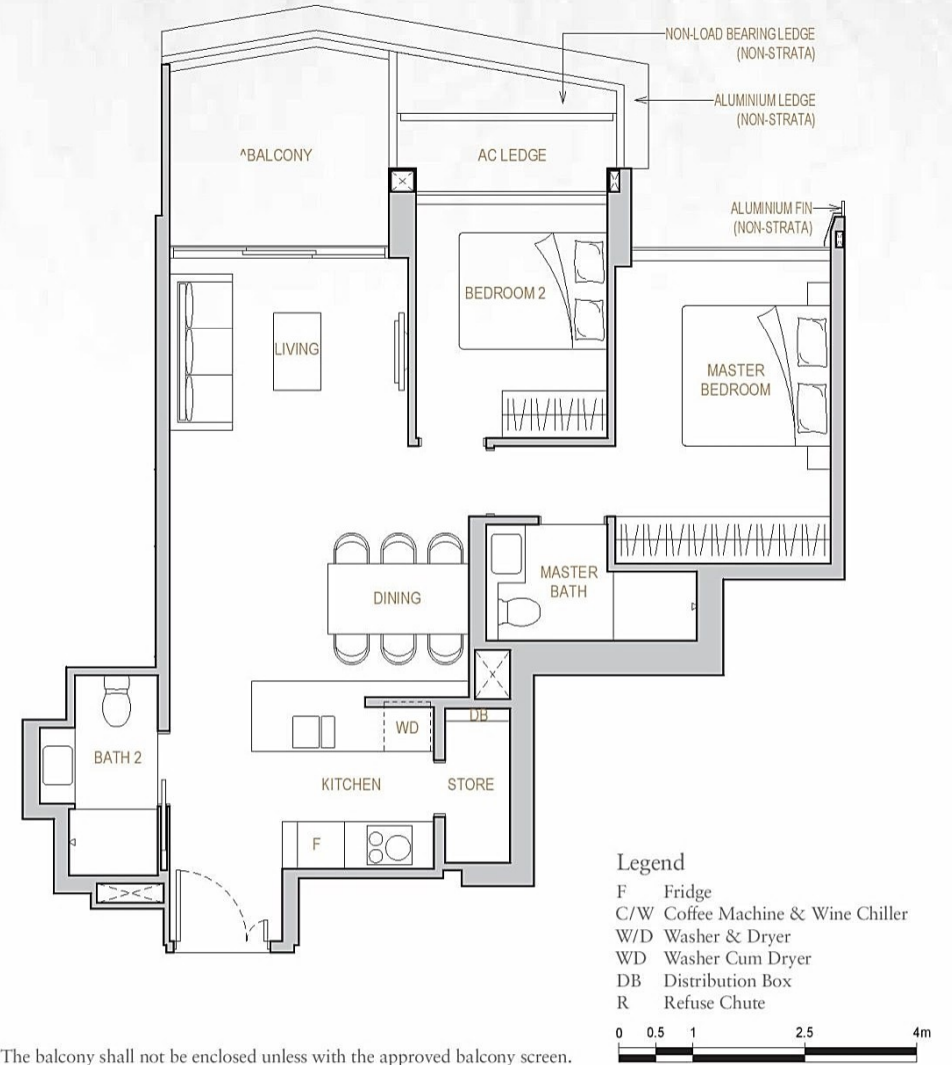 NON-LOAD BEARING LEDGE
(NON-STRATA)
ALUMINIUM LEDGE
(NON-STRATA)
^BALCONY
AC LEDGE
ALUMINIUM FIN
(NON-STRATA)
BEDROOM 2
LIVING
MASTER
BEDROOM
MASTER
BATH
DINING
DB
WD
BATH 2
KITCHEN
STORE
F
Legend
F Fridge
C/W Coffee Machine & Wine Chiller
W/D Washer & Dryer
WD Washer Cum Dryer
DB Distribution Box
R Refuse Chute
0 0.5 1 2.5 4m
The balcony shall not be enclosed unless with the approved balcony screen.